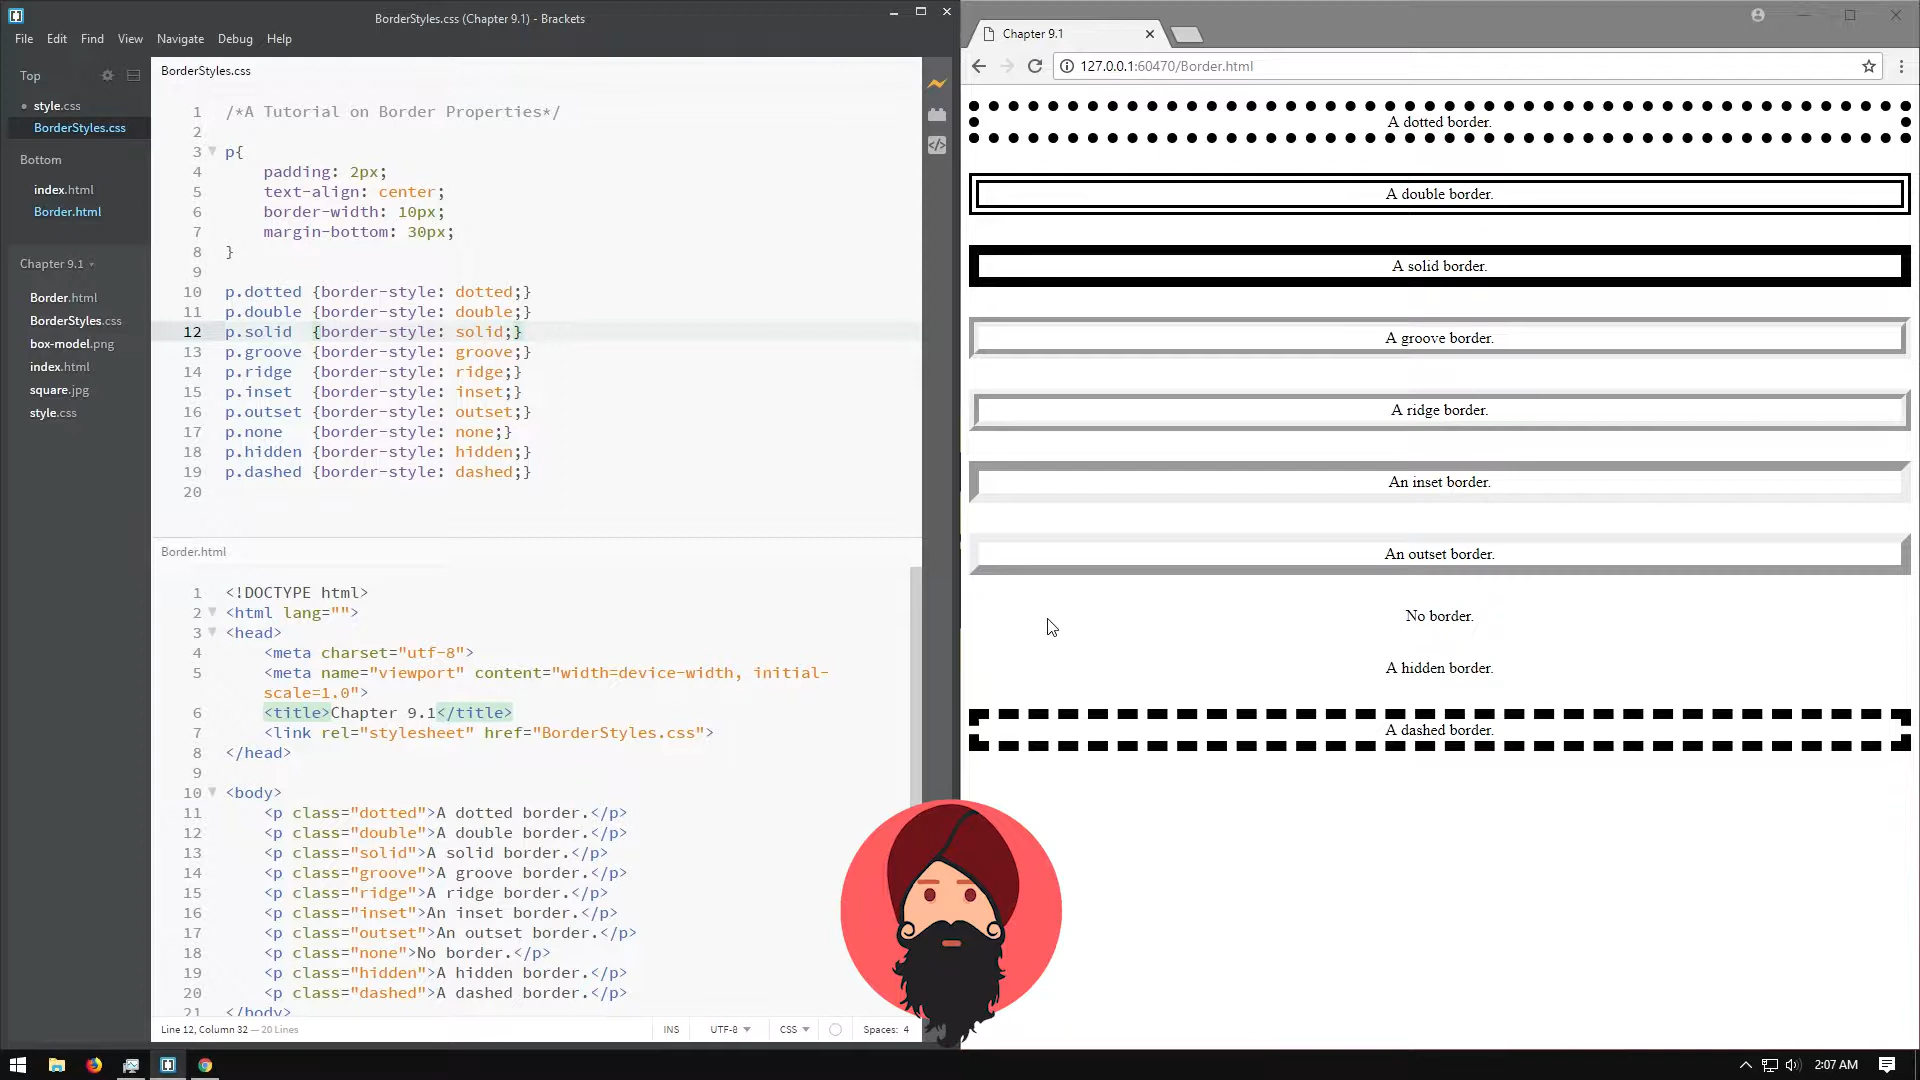 BorderStyles.css (Chapter 9.1) - Brackets
File Edit Find View Navigate Debug Help
Top
style.css
BorderStyles.css
Bottom
index.html
Border.html
Chapter 9.1
Border.html
BorderStyles.css
box-model.png
index.html
square.jpg
style.css
BorderStyles.css
1 /*A Tutorial on Border Properties*/
2
3 p{
4 padding: 2px;
5 text-align: center;
6 border-width: 10px;
7 margin-bottom: 30px;
8 }
9
10 p.dotted {border-style: dotted;}
11 p.double {border-style: double;}
12 p.solid {border-style: solid;}
13 p.groove {border-style: groove;}
14 p.ridge {border-style: ridge;}
15 p.inset {border-style: inset;}
16 p.outset {border-style: outset;}
17 p.none {border-style: none;}
18 p.hidden {border-style: hidden;}
19 p.dashed {border-style: dashed;}
20
Border.html
1 <!DOCTYPE html>
2 <html lang="">
3 <head>
4 <meta charset="utf-8">
5 <meta name="viewport" content="width=device-width, initial-
scale=1.0">
6 <title>Chapter 9.1</title>
7 <link rel="stylesheet" href="BorderStyles.css">
8 </head>
9
10 <body>
11 <p class="dotted">A dotted border.</p>
12 <p class="double">A double border.</p>
13 <p class="solid">A solid border.</p>
14 <p class="groove">A groove border.</p>
15 <p class="ridge">A ridge border.</p>
16 <p class="inset">An inset border.</p>
17 <p class="outset">An outset border.</p>
18 <p class="none">No border.</p>
19 <p class="hidden">A hidden border.</p>
20 <p class="dashed">A dashed border.</p>
21 </body>
Line 12, Column 32 — 20 Lines INS UTF-8 CSS Spaces: 4
Chapter 9.1
127.0.0.1:60470/Border.html
A dotted border.
A double border.
A solid border.
A groove border.
A ridge border.
An inset border.
An outset border.
No border.
A hidden border.
A dashed border.
2:07 AM